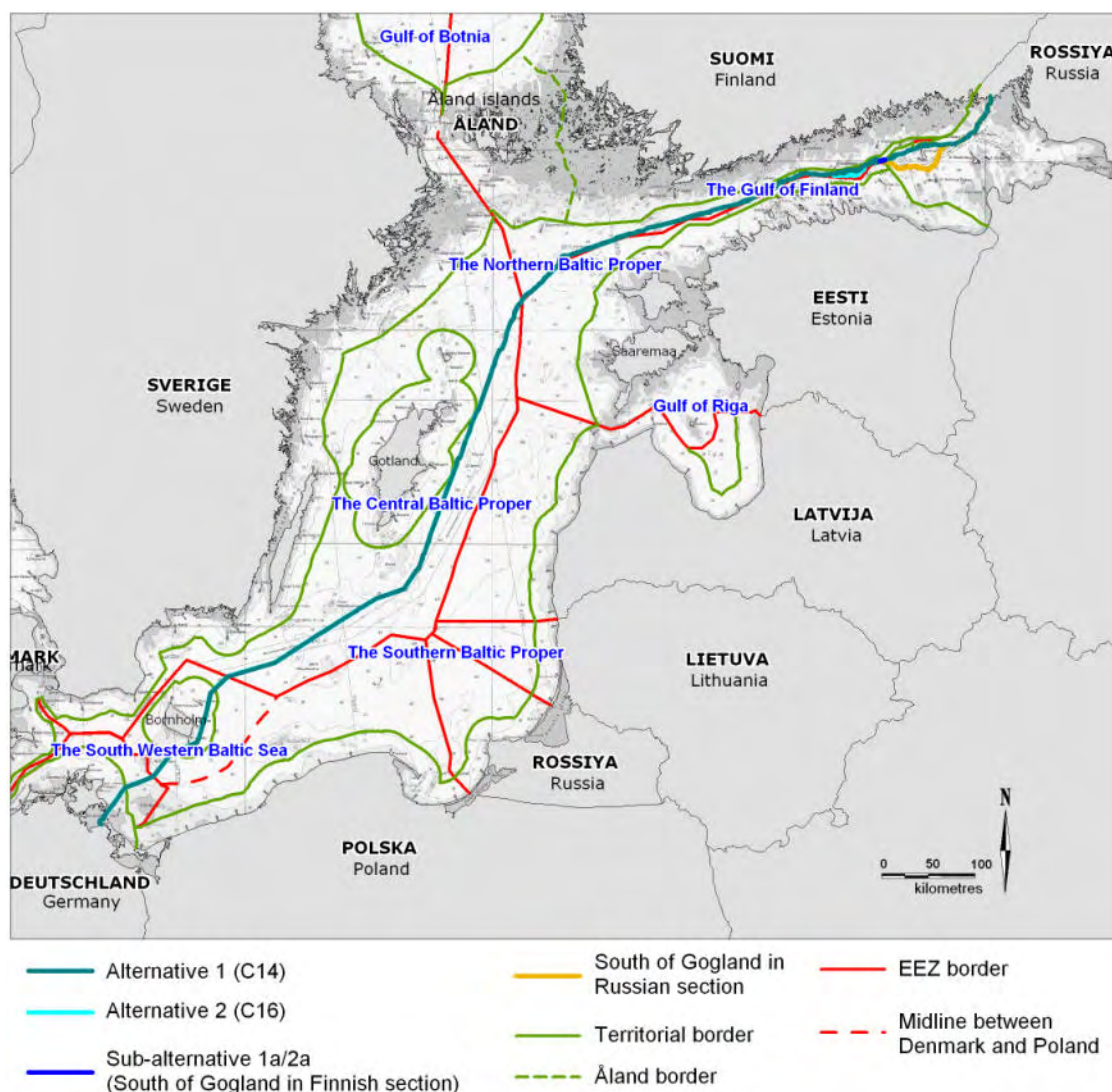 Gulf of Botnia
SUOMI
Finland
ROSSIYA
Russia
Åland islands
ÅLAND
The Gulf of Finland
The Northern Baltic Proper
EESTI
Estonia
Saaremaa
SVERIGE
Sweden
Gulf of Riga
Gotland
The Central Baltic Proper
LATVIJA
Latvia
The Southern Baltic Proper
LIETUVA
Lithuania
MARK
mark
Bornholm
The South Western Baltic Sea
ROSSIYA
Russia
N
POLSKA
Poland
0 50 100
kilometres
DEUTSCHLAND
Germany
Alternative 1 (C14)
Alternative 2 (C16)
Sub-alternative 1a/2a
(South of Gogland in Finnish section)
South of Gogland in
Russian section
Territorial border
Åland border
EEZ border
Midline between
Denmark and Poland